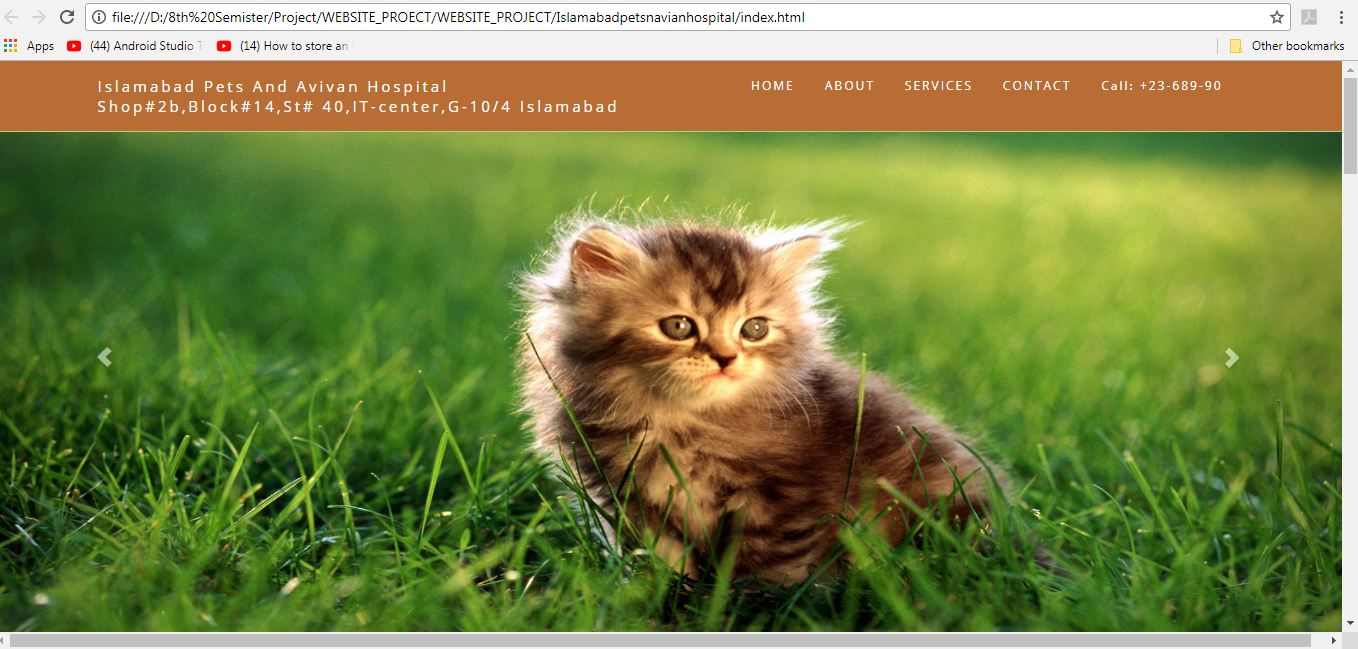 file:///D:/8th%20Semister/Project/WEBSITE_PROECT/WEBSITE_PROJECT/Islamabadpetsnavianhospital/index.html
Apps (44) Android Studio T (14) How to store an Other bookmarks
Islamabad Pets And Avivan Hospital
Shop#2b,Block#14,St# 40,IT-center,G-10/4 Islamabad
HOME ABOUT SERVICES CONTACT Call: +23-689-90